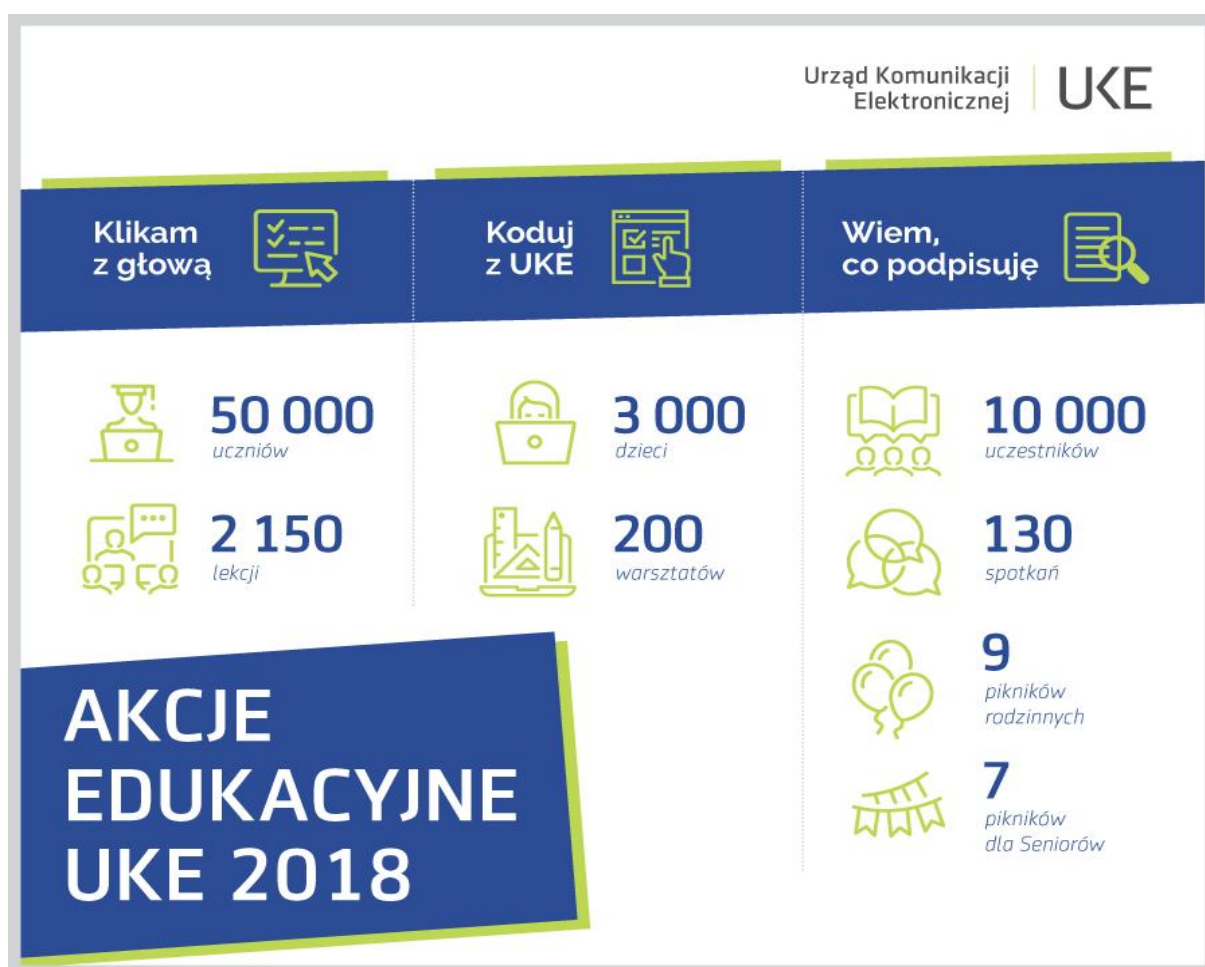 Urząd Komunikacji
Elektronicznej
UKE
Klikam
z głową
Koduj
z UKE
Wiem,
co podpisuję
50 000
uczniów
2 150
lekcji
3 000
dzieci
200
warsztatów
10 000
uczestników
130
spotkań
9
pikników
rodzinnych
7
pikników
dla Seniorów
AKCJE
EDUKACYJNE
UKE 2018